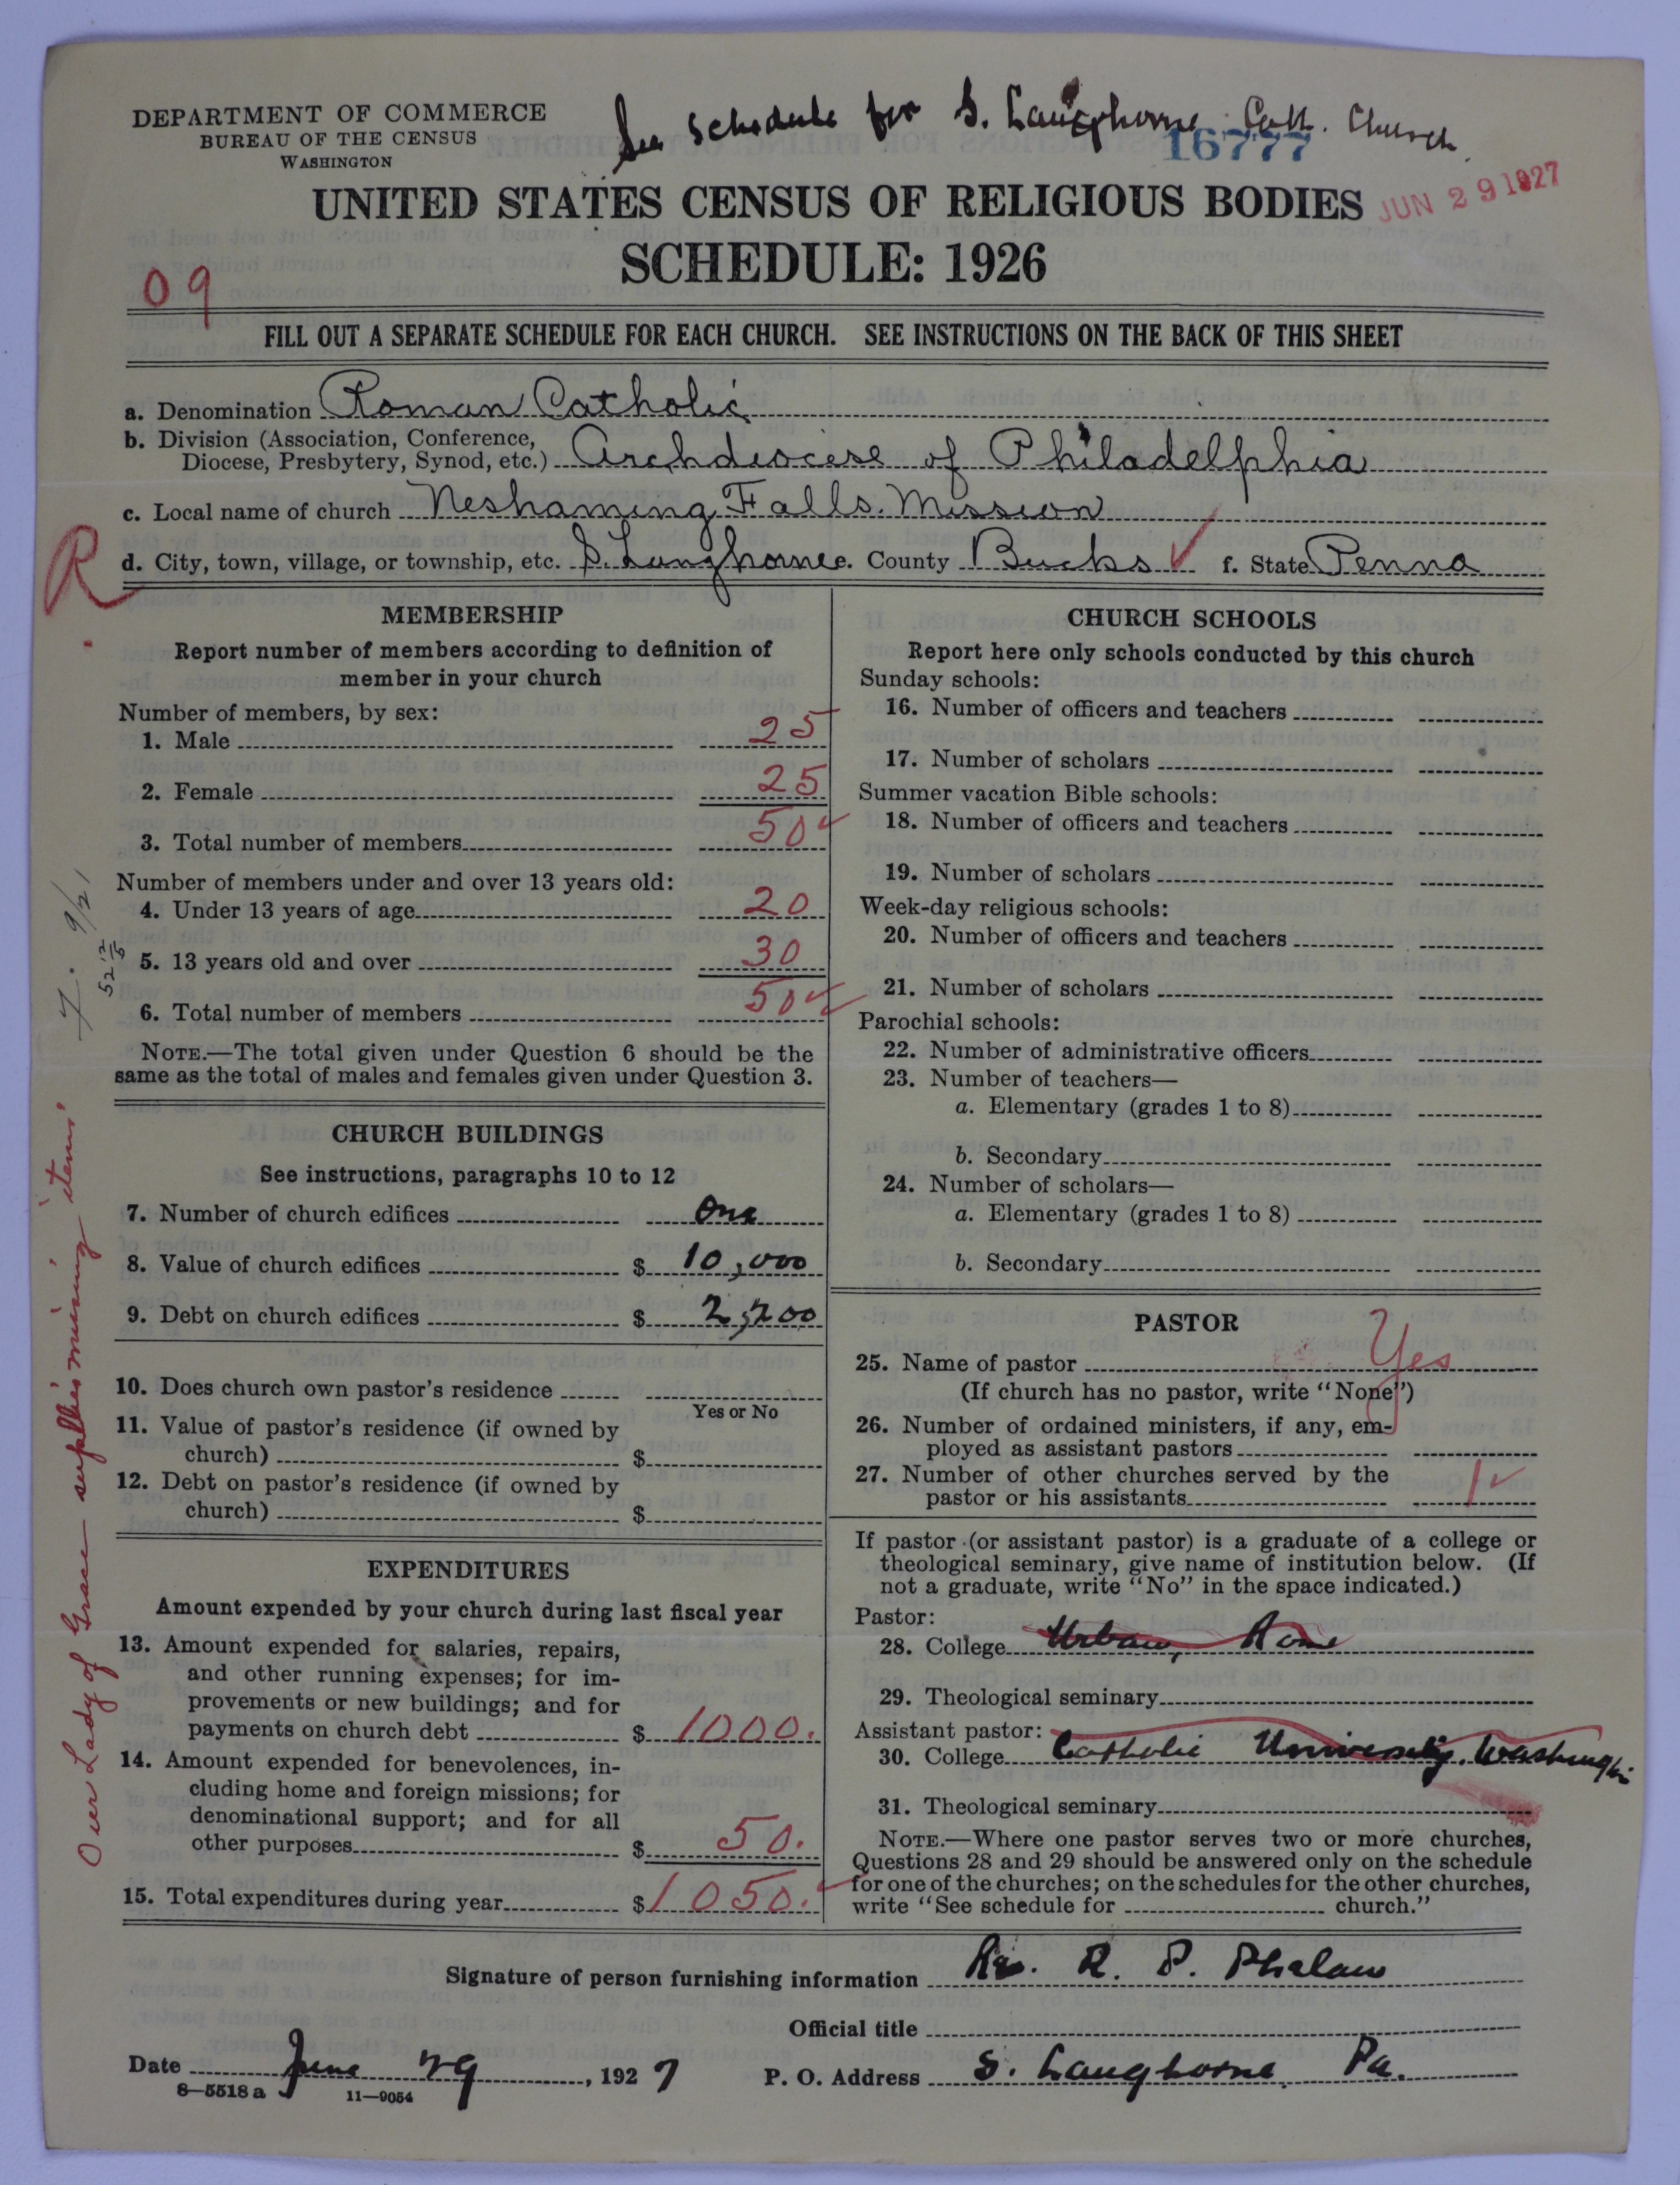 DEPARTMENT OF COMMERCE
BUREAU OF THE CENSUS
WASHINGTON
See Schedule for S. Langhorne Cath. Church
16777
JUN 29 1927
UNITED STATES CENSUS OF RELIGIOUS BODIES
SCHEDULE: 1926
09
FILL OUT A SEPARATE SCHEDULE FOR EACH CHURCH. SEE INSTRUCTIONS ON THE BACK OF THIS SHEET
a. Denomination Roman Catholic
b. Division (Association, Conference,
Diocese, Presbytery, Synod, etc.) Archdiocese of Philadelphia
c. Local name of church Neshaming Falls. Mission
R
d. City, town, village, or township, etc. S. Langhorne e. County Bucks ✓ f. State Penna
MEMBERSHIP
Report number of members according to definition of
member in your church
Number of members, by sex:
1. Male 25
2. Female 25
3. Total number of members 50 ✓
Number of members under and over 13 years old:
4. Under 13 years of age 20
5. 13 years old and over 30
6. Total number of members 50 ✓
NOTE.—The total given under Question 6 should be the
same as the total of males and females given under Question 3.
CHURCH BUILDINGS
See instructions, paragraphs 10 to 12
7. Number of church edifices One
8. Value of church edifices $ 10,000
9. Debt on church edifices $ 2,200
10. Does church own pastor's residence
Yes or No
11. Value of pastor's residence (if owned by
church) $
12. Debt on pastor's residence (if owned by
church) $
EXPENDITURES
Amount expended by your church during last fiscal year
13. Amount expended for salaries, repairs,
and other running expenses; for im-
provements or new buildings; and for
payments on church debt $ 1000.
14. Amount expended for benevolences, in-
cluding home and foreign missions; for
denominational support; and for all
other purposes $ 50.
15. Total expenditures during year $ 1050. ✓
Our Lady of Grace supplies missing items
9/21
CHURCH SCHOOLS
Report here only schools conducted by this church
Sunday schools:
16. Number of officers and teachers
17. Number of scholars
Summer vacation Bible schools:
18. Number of officers and teachers
19. Number of scholars
Week-day religious schools:
20. Number of officers and teachers
21. Number of scholars
Parochial schools:
22. Number of administrative officers
23. Number of teachers—
a. Elementary (grades 1 to 8)
b. Secondary
24. Number of scholars—
a. Elementary (grades 1 to 8)
b. Secondary
PASTOR
25. Name of pastor Yes
(If church has no pastor, write "None")
26. Number of ordained ministers, if any, em-
ployed as assistant pastors
27. Number of other churches served by the
pastor or his assistants 1 ✓
If pastor (or assistant pastor) is a graduate of a college or
theological seminary, give name of institution below. (If
not a graduate, write "No" in the space indicated.)
Pastor:
28. College Urban, Rome
29. Theological seminary
Assistant pastor:
30. College Catholic University, Washington
31. Theological seminary
NOTE.—Where one pastor serves two or more churches,
Questions 28 and 29 should be answered only on the schedule
for one of the churches; on the schedules for the other churches,
write "See schedule for church."
Signature of person furnishing information Rev. R. P. Phelan
Official title
Date June 29, 1927 P. O. Address S. Langhorne, Pa.
8-5518 a 11-9054